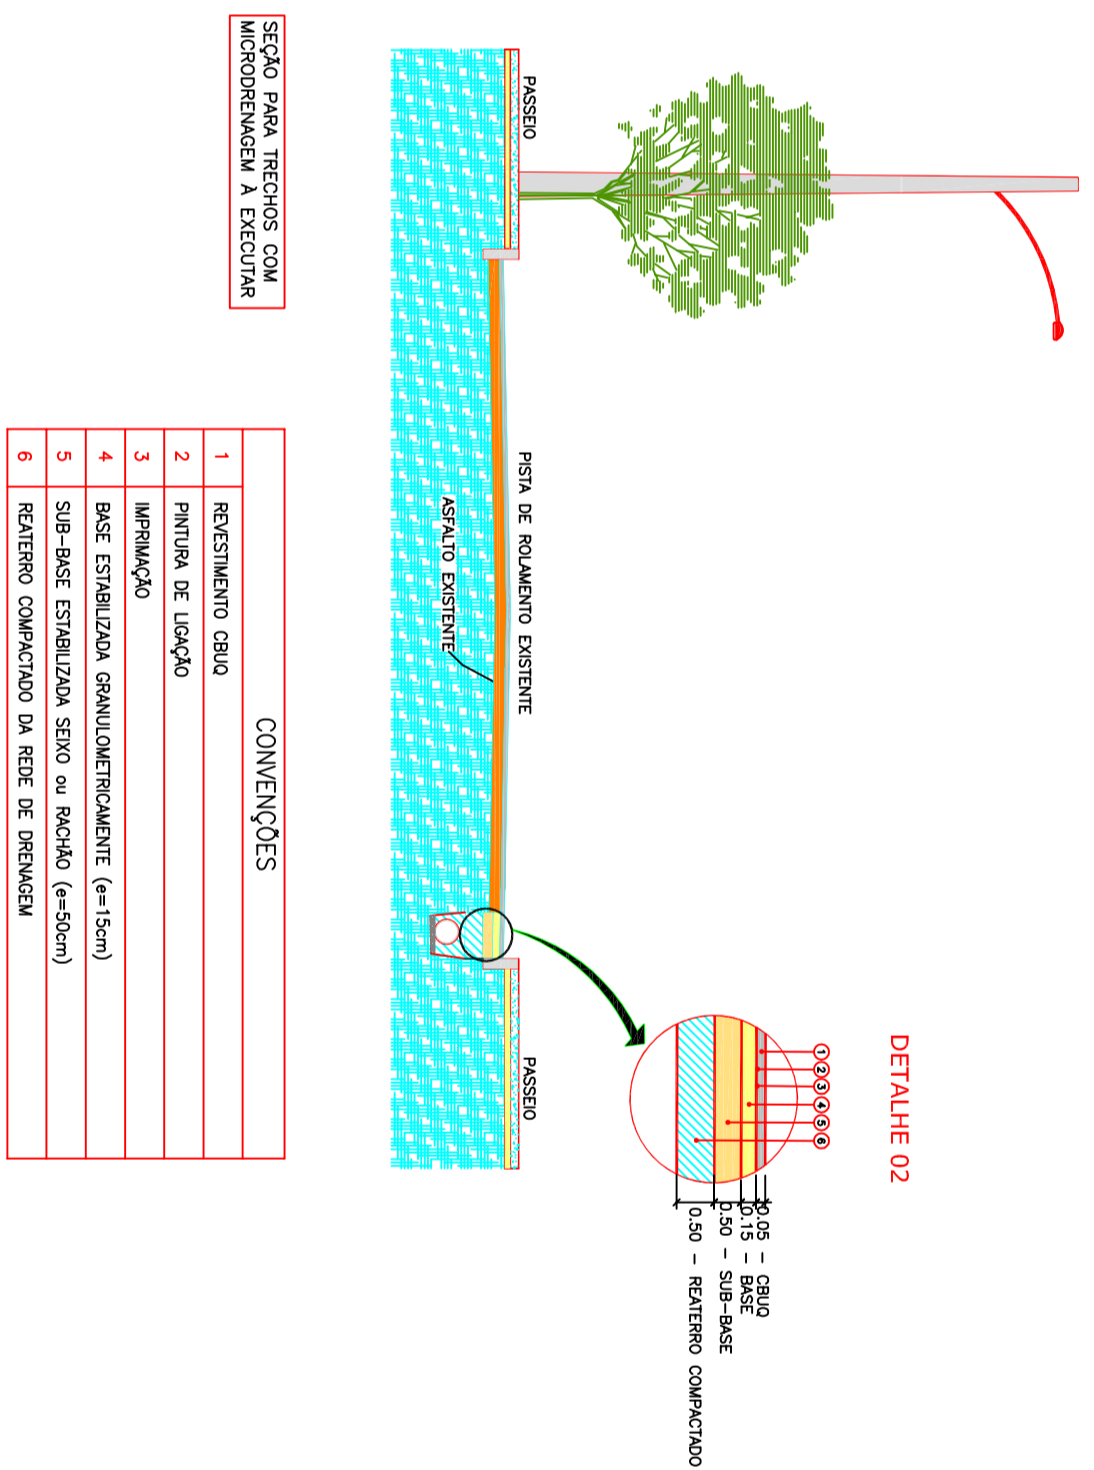 DETALHE 02
1
2
3
4
5
6
0.05 - CBUQ
0.15 - BASE
0.50 - SUB-BASE
0.50 - REATERRO COMPACTADO
PASSEIO
PISTA DE ROLAMENTO EXISTENTE
PASSEIO
ASFALTO EXISTENTE
SEÇÃO PARA TRECHOS COM
MICRODRENAGEM À EXECUTAR
CONVENÇÕES
1 REVESTIMENTO CBUQ
2 PINTURA DE LIGAÇÃO
3 IMPRIMAÇÃO
4 BASE ESTABILIZADA GRANULOMETRICAMENTE (e=15cm)
5 SUB-BASE ESTABILIZADA SEIXO ou RACHÃO (e=50cm)
6 REATERRO COMPACTADO DA REDE DE DRENAGEM